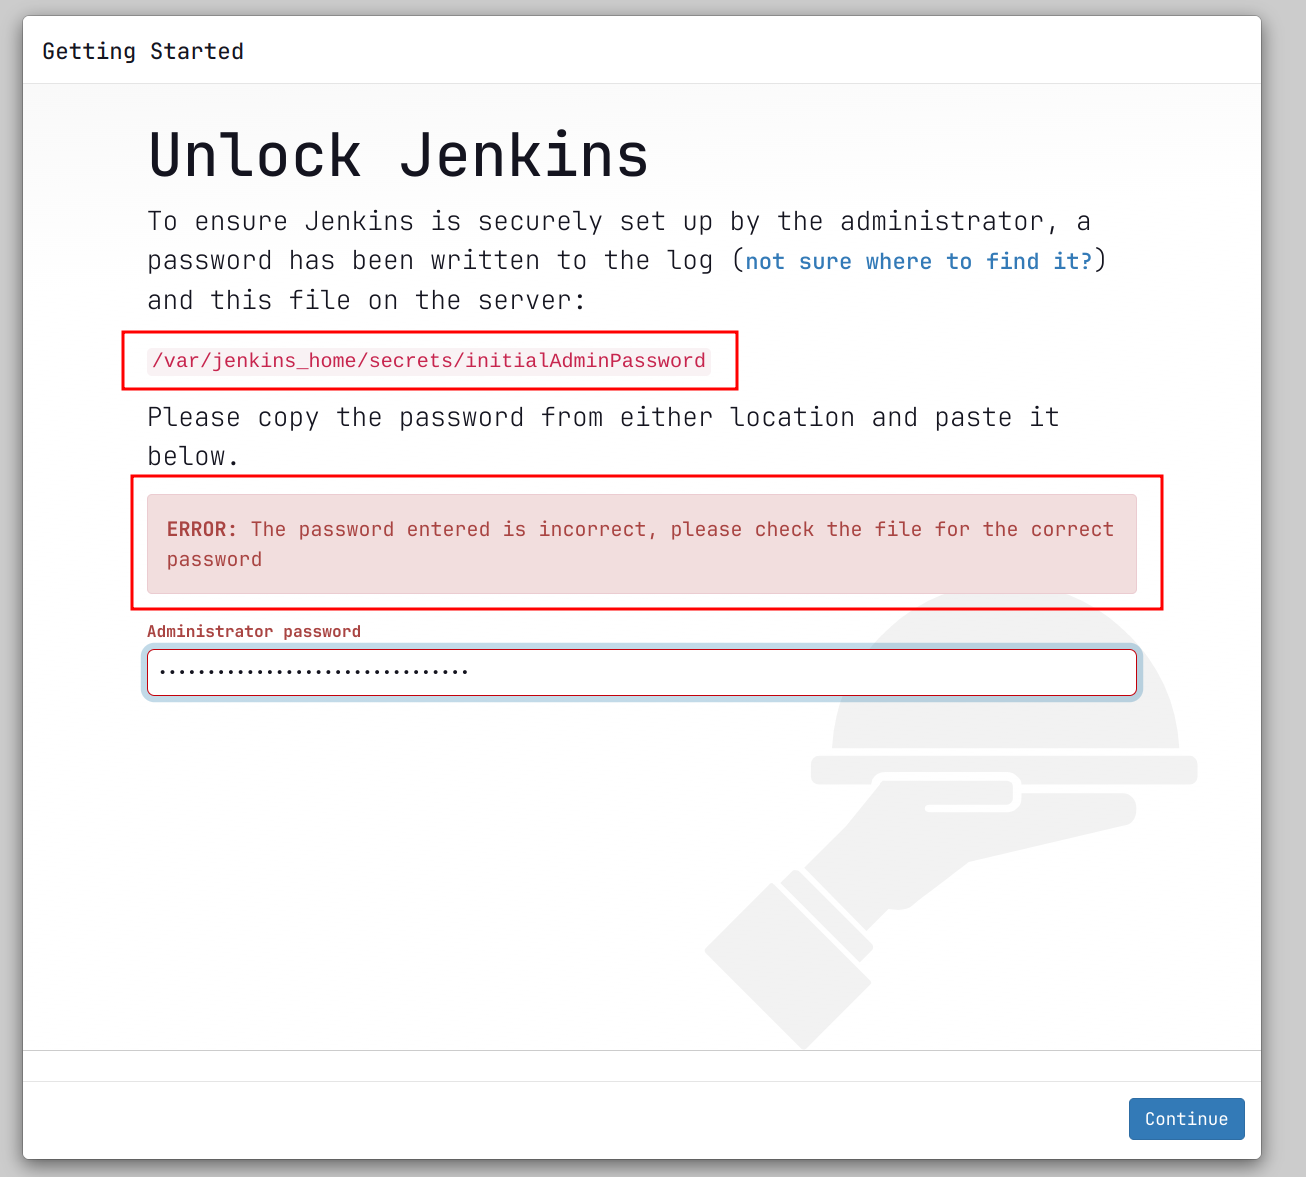 Getting Started
Unlock Jenkins
To ensure Jenkins is securely set up by the administrator, a
password has been written to the log (not sure where to find it?)
and this file on the server:
/var/jenkins_home/secrets/initialAdminPassword
Please copy the password from either location and paste it
below.
ERROR: The password entered is incorrect, please check the file for the correct
password
Administrator password
••••••••••••••••••••••••••••••••
Continue